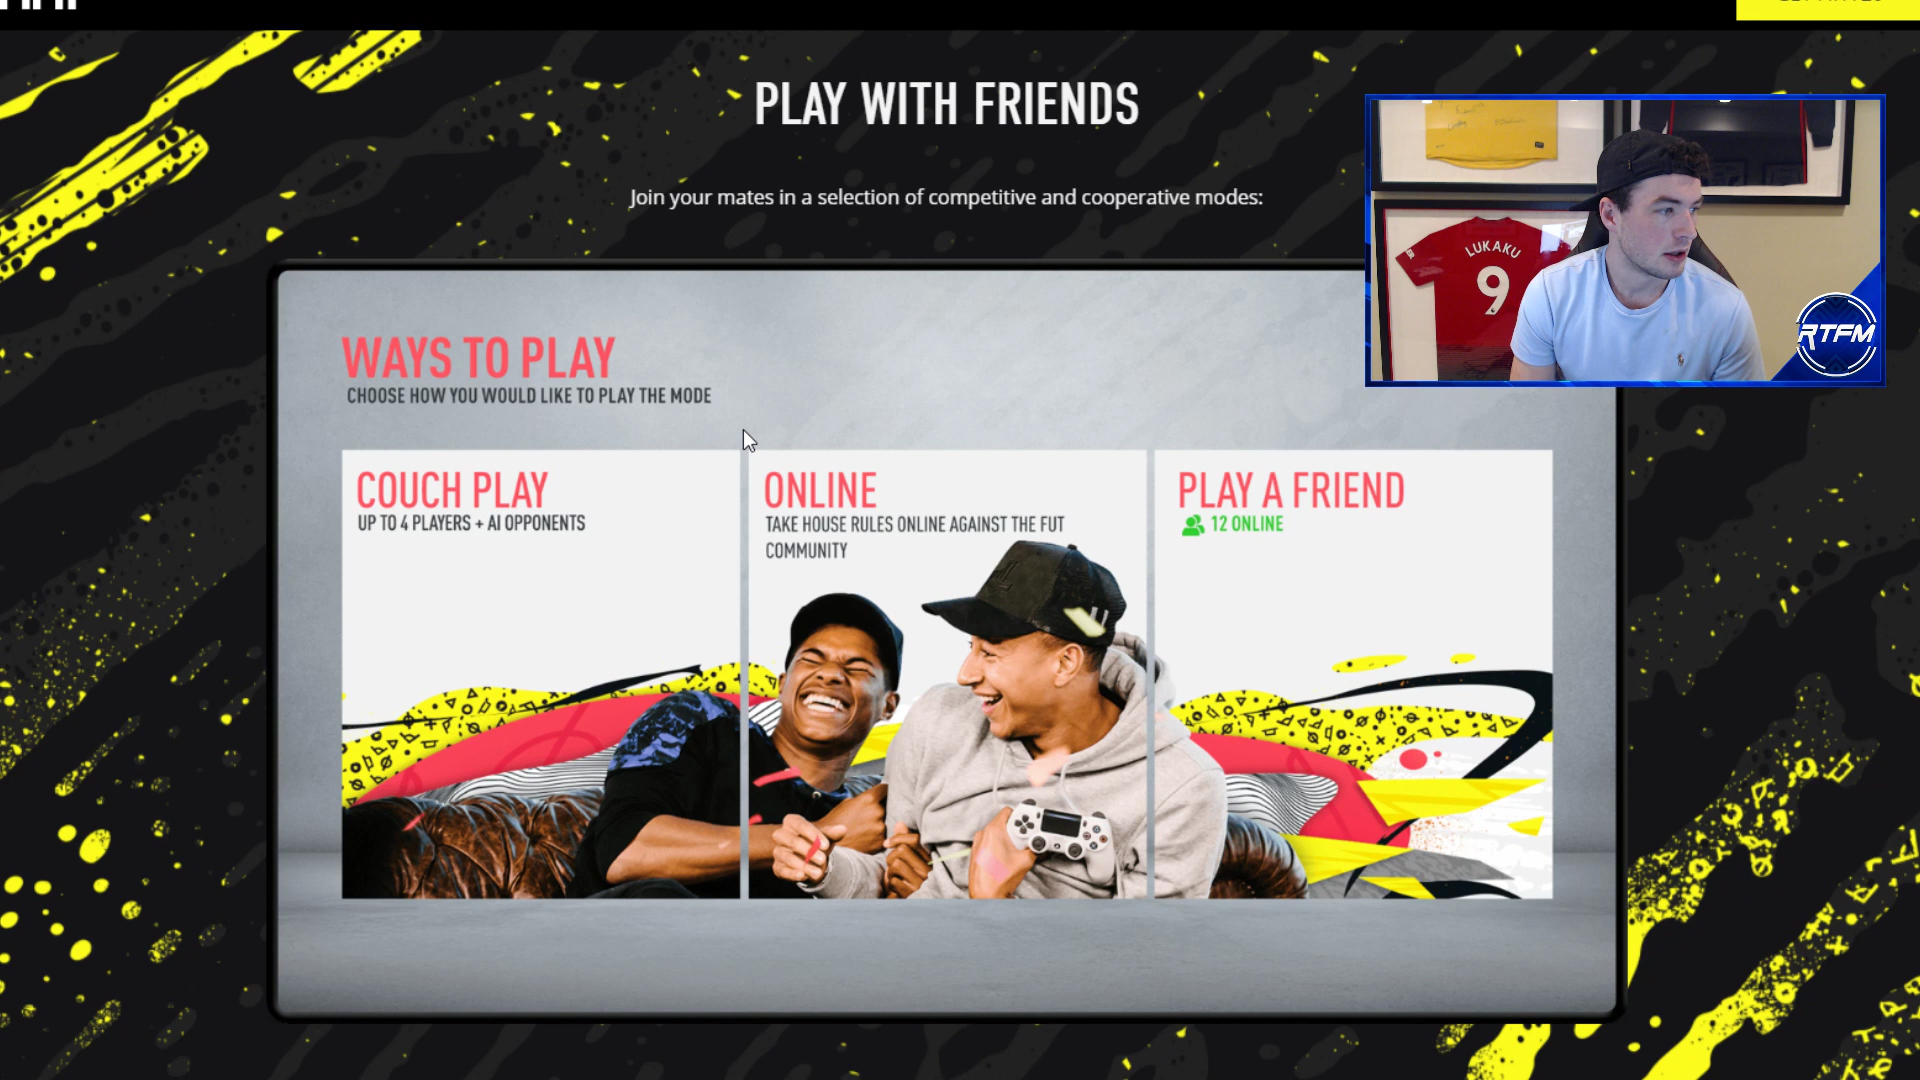 PLAY WITH FRIENDS
Join your mates in a selection of competitive and cooperative modes:
LUKAKU
9
RTFM
WAYS TO PLAY
CHOOSE HOW YOU WOULD LIKE TO PLAY THE MODE
COUCH PLAY
UP TO 4 PLAYERS + AI OPPONENTS
ONLINE
TAKE HOUSE RULES ONLINE AGAINST THE FUT
COMMUNITY
PLAY A FRIEND
12 ONLINE